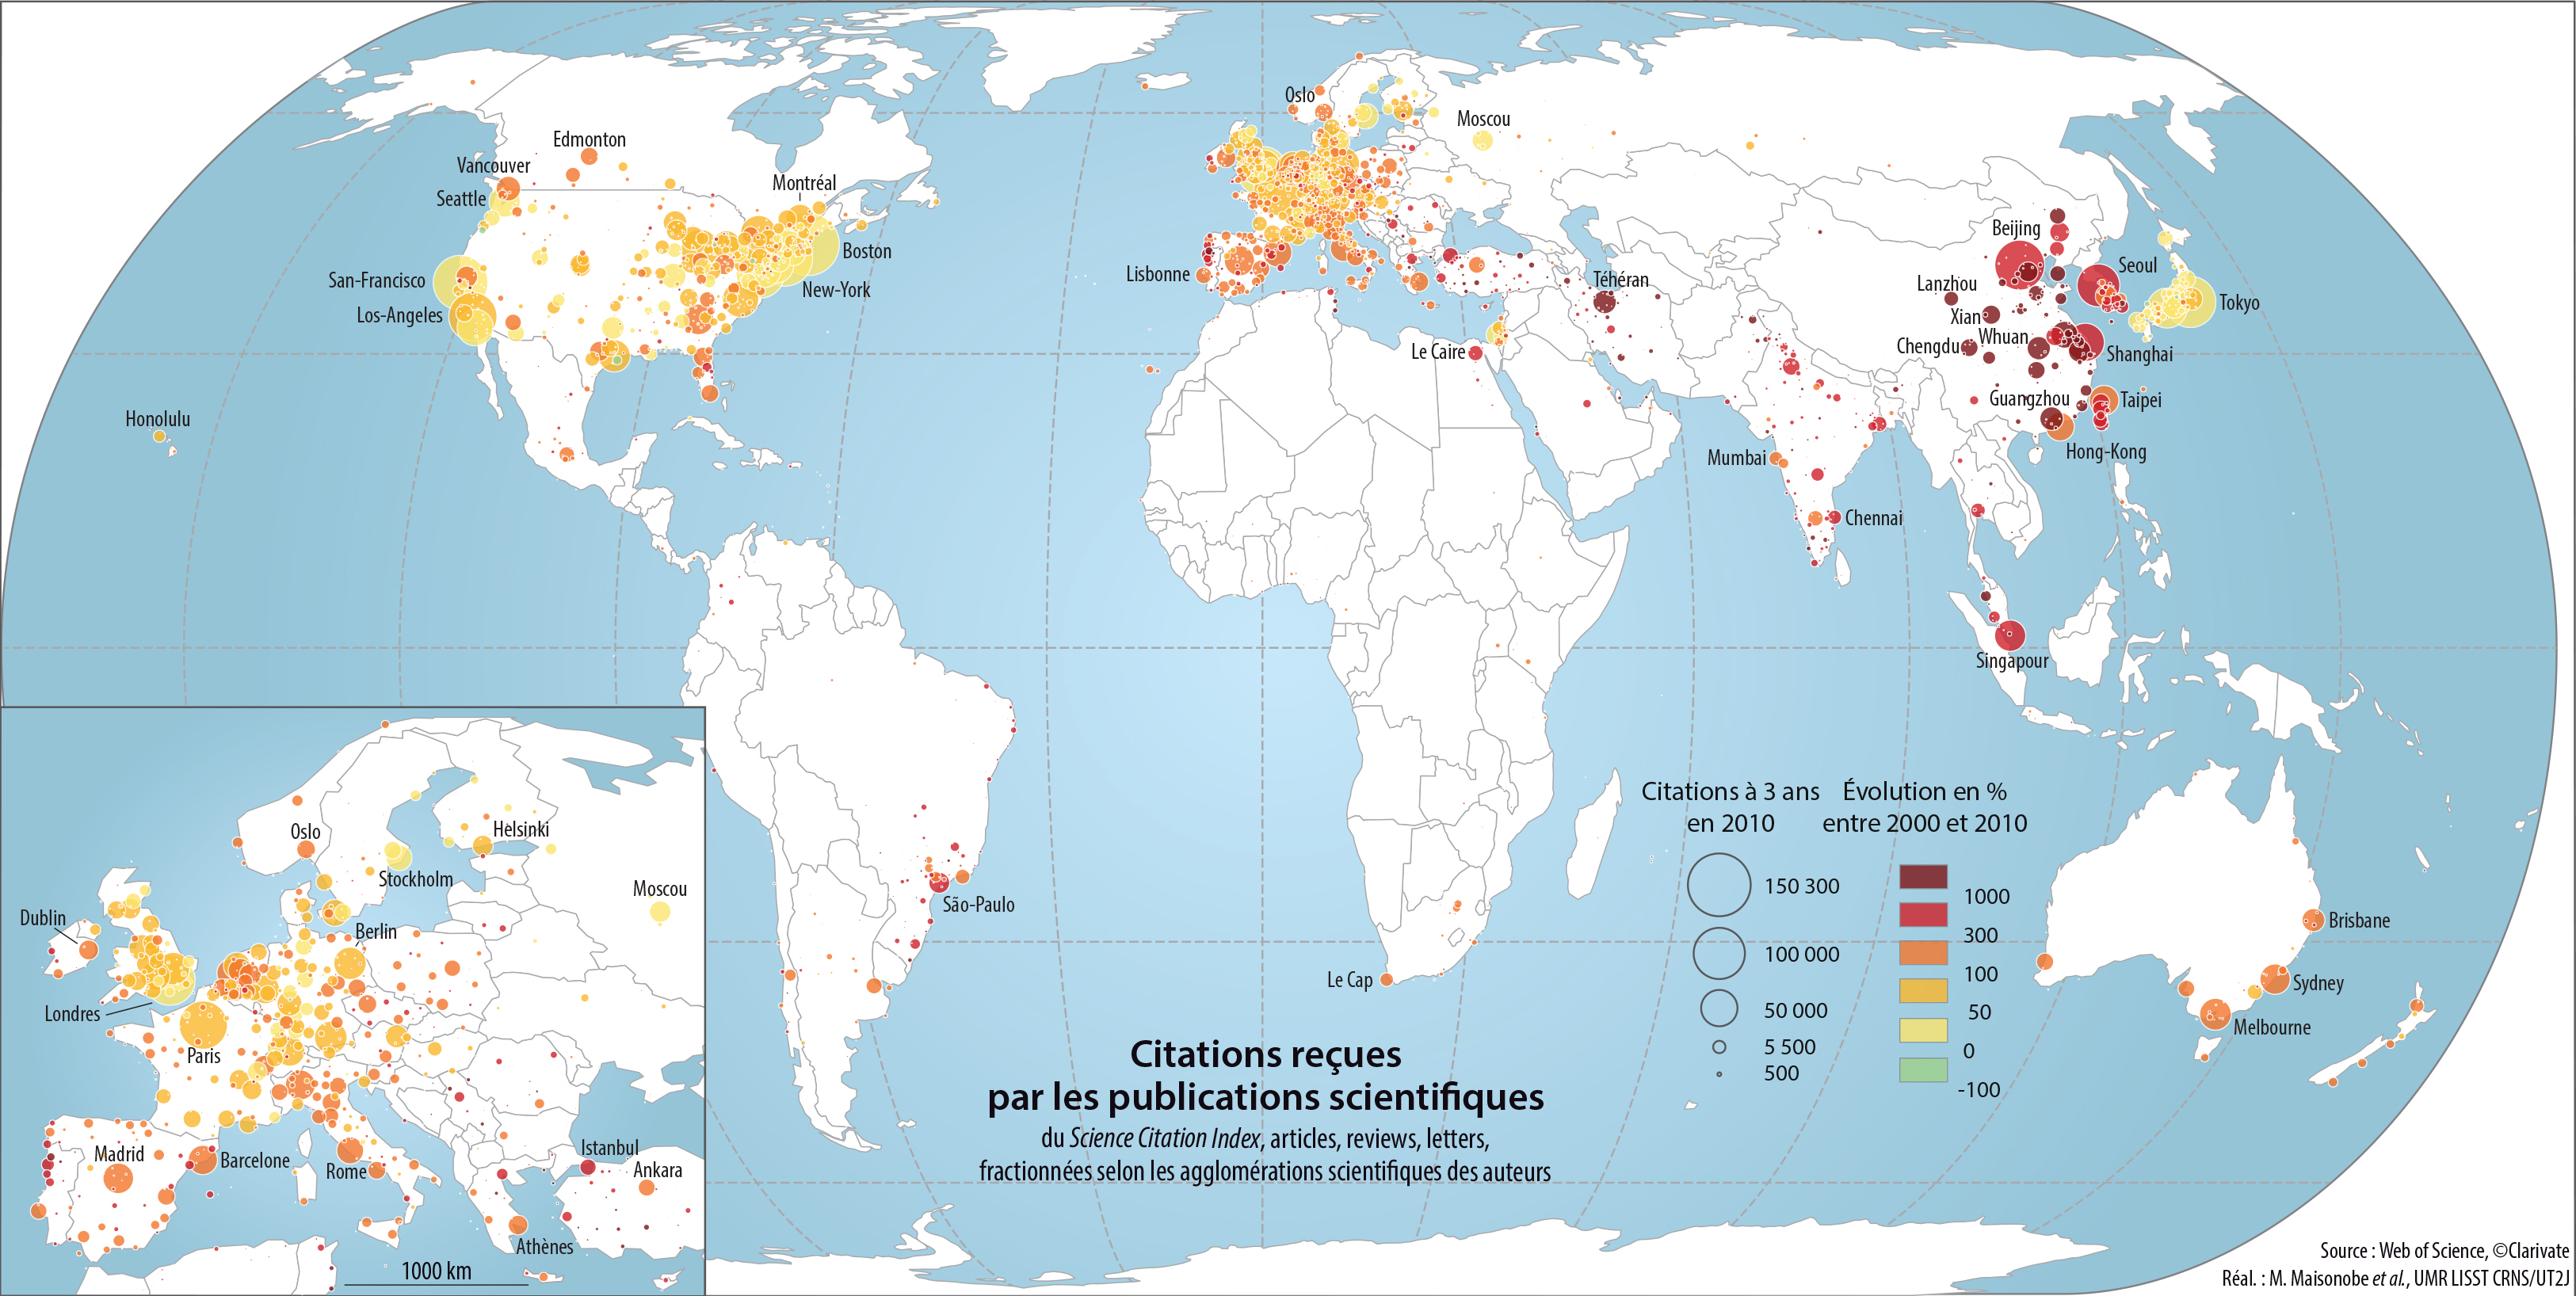 Oslo
Moscou
Edmonton
Vancouver
Seattle
Montréal
Boston
San-Francisco
New-York
Los-Angeles
Honolulu
Lisbonne
Téhéran
Le Caire
Beijing
Seoul
Lanzhou
Tokyo
Xian
Whuan
Chengdu
Shanghai
Guangzhou
Taipei
Hong-Kong
Mumbai
Chennai
Singapour
São-Paulo
Le Cap
Brisbane
Sydney
Melbourne
Oslo
Helsinki
Stockholm
Moscou
Dublin
Berlin
Londres
Paris
Madrid
Barcelone
Rome
Istanbul
Ankara
Athènes
1000 km
Citations à 3 ans
en 2010
150 300
100 000
50 000
5 500
500
Évolution en %
entre 2000 et 2010
1000
300
100
50
0
-100
Citations reçues
par les publications scientifiques
du Science Citation Index, articles, reviews, letters,
fractionnées selon les agglomérations scientifiques des auteurs
Source : Web of Science, ©Clarivate
Réal. : M. Maisonobe et al., UMR LISST CRNS/UT2J